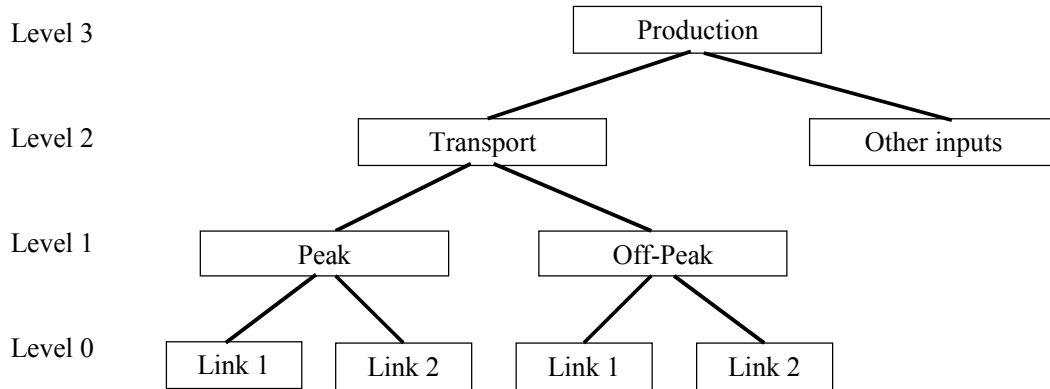 Level 3
Production
Level 2
Transport
Other inputs
Level 1
Peak
Off-Peak
Level 0
Link 1
Link 2
Link 1
Link 2